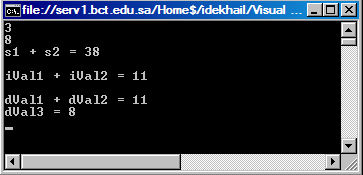 file://serv1.bct.edu.sa/Home$/idekhail/Visual ...
3
8
s1 + s2 = 38
iVal1 + iVal2 = 11
dVal1 + dVal2 = 11
dVal3 = 8